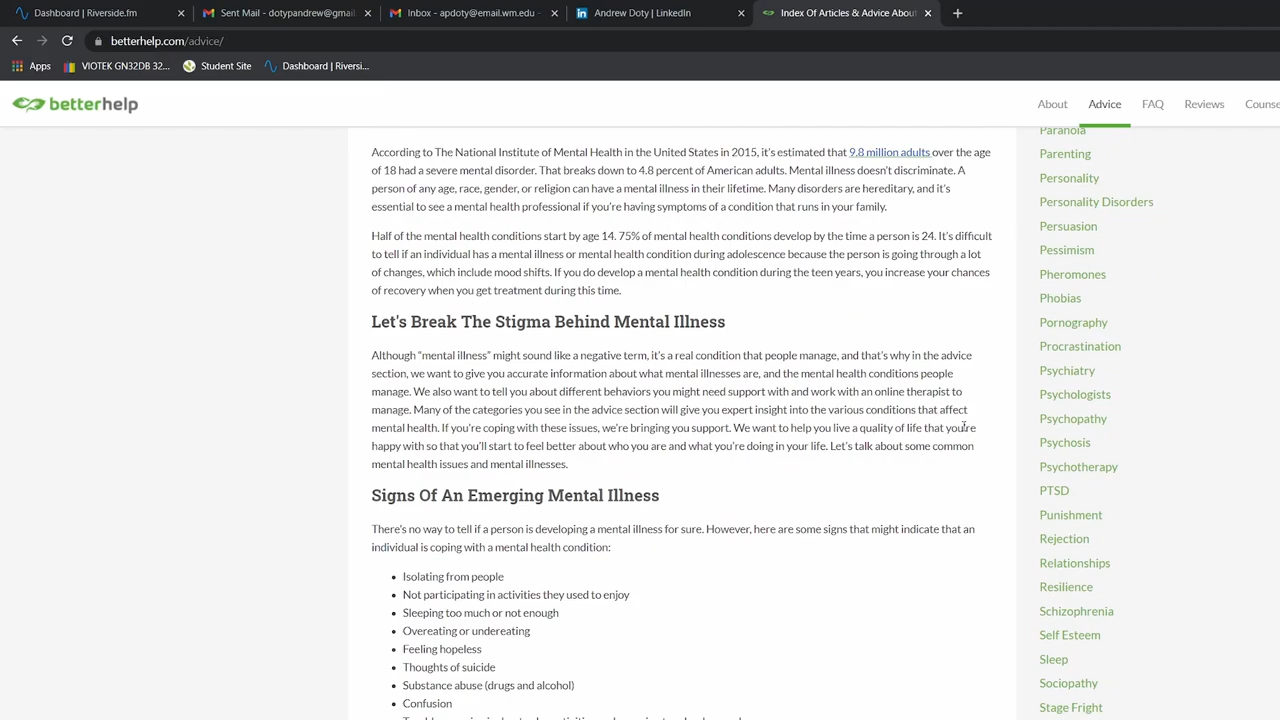 Dashboard | Riverside.fm
Sent Mail - dotypandrew@gmail.
Inbox - apdoty@email.wm.edu -
Andrew Doty | LinkedIn
Index Of Articles & Advice Abou
betterhelp.com/advice/
Apps
VIOTEK GN32DB 32...
Student Site
Dashboard | Riversi...
betterhelp
About
Advice
FAQ
Reviews
Counse
According to The National Institute of Mental Health in the United States in 2015, it's estimated that 9.8 million adults over the age
of 18 had a severe mental disorder. That breaks down to 4.8 percent of American adults. Mental illness doesn't discriminate. A
person of any age, race, gender, or religion can have a mental illness in their lifetime. Many disorders are hereditary, and it's
essential to see a mental health professional if you're having symptoms of a condition that runs in your family.
Half of the mental health conditions start by age 14. 75% of mental health conditions develop by the time a person is 24. It's difficult
to tell if an individual has a mental illness or mental health condition during adolescence because the person is going through a lot
of changes, which include mood shifts. If you do develop a mental health condition during the teen years, you increase your chances
of recovery when you get treatment during this time.
Let's Break The Stigma Behind Mental Illness
Although "mental illness" might sound like a negative term, it's a real condition that people manage, and that's why in the advice
section, we want to give you accurate information about what mental illnesses are, and the mental health conditions people
manage. We also want to tell you about different behaviors you might need support with and work with an online therapist to
manage. Many of the categories you see in the advice section will give you expert insight into the various conditions that affect
mental health. If you're coping with these issues, we're bringing you support. We want to help you live a quality of life that you're
happy with so that you'll start to feel better about who you are and what you're doing in your life. Let's talk about some common
mental health issues and mental illnesses.
Signs Of An Emerging Mental Illness
There's no way to tell if a person is developing a mental illness for sure. However, here are some signs that might indicate that an
individual is coping with a mental health condition:
Isolating from people
Not participating in activities they used to enjoy
Sleeping too much or not enough
Overeating or undereating
Feeling hopeless
Thoughts of suicide
Substance abuse (drugs and alcohol)
Confusion
Paranoia
Parenting
Personality
Personality Disorders
Persuasion
Pessimism
Pheromones
Phobias
Pornography
Procrastination
Psychiatry
Psychologists
Psychopathy
Psychosis
Psychotherapy
PTSD
Punishment
Rejection
Relationships
Resilience
Schizophrenia
Self Esteem
Sleep
Sociopathy
Stage Fright